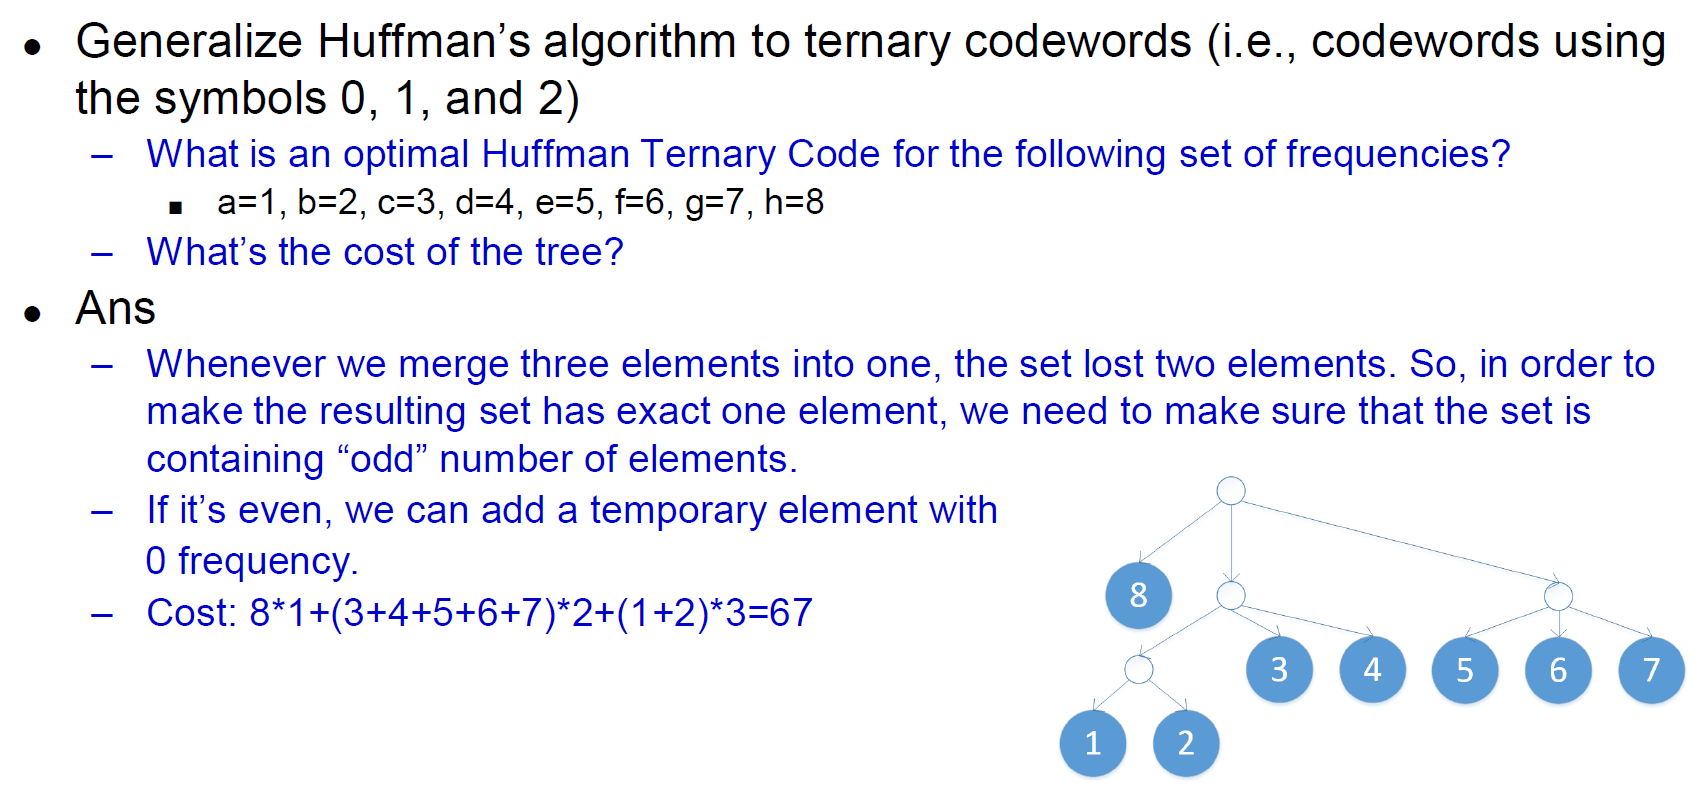 ● Generalize Huffman’s algorithm to ternary codewords (i.e., codewords using
the symbols 0, 1, and 2)
– What is an optimal Huffman Ternary Code for the following set of frequencies?
■ a=1, b=2, c=3, d=4, e=5, f=6, g=7, h=8
– What’s the cost of the tree?
● Ans
– Whenever we merge three elements into one, the set lost two elements. So, in order to
make the resulting set has exact one element, we need to make sure that the set is
containing “odd” number of elements.
– If it’s even, we can add a temporary element with
0 frequency.
– Cost: 8*1+(3+4+5+6+7)*2+(1+2)*3=67
8
3 4 5 6 7
1 2